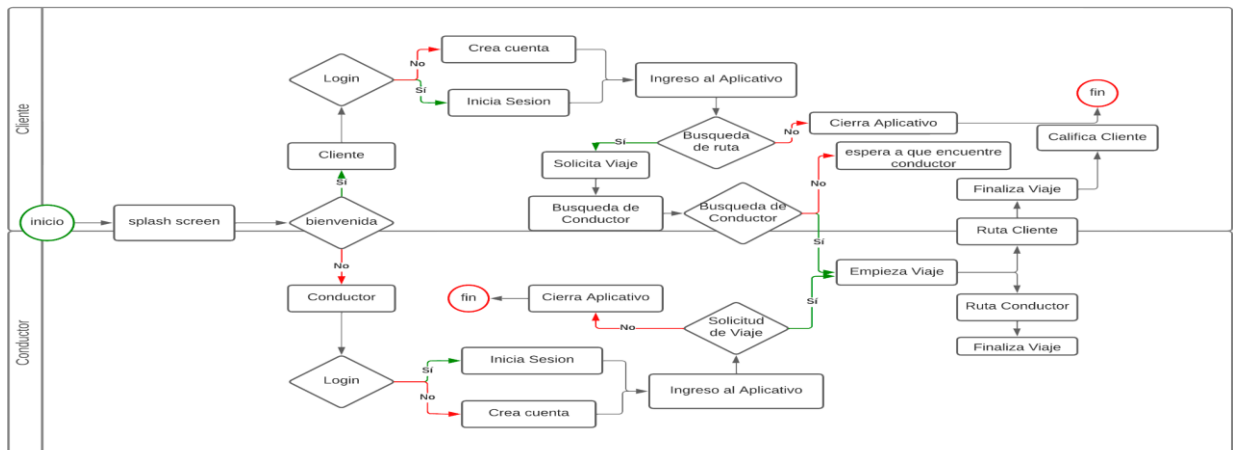 Cliente
Login
No
Sí
Crea cuenta
Inicia Sesion
Ingreso al Aplicativo
Busqueda
de ruta
No
Sí
Cierra Aplicativo
fin
Califica Cliente
espera a que encuentre
conductor
Solicita Viaje
Cliente
Sí
Busqueda de
Conductor
Busqueda de
Conductor
No
Sí
Finaliza Viaje
Ruta Cliente
inicio
splash screen
bienvenida
No
Conductor
Conductor
Login
Sí
No
Inicia Sesion
Crea cuenta
Ingreso al Aplicativo
Solicitud
de Viaje
No
Sí
Cierra Aplicativo
fin
Empieza Viaje
Ruta Conductor
Finaliza Viaje